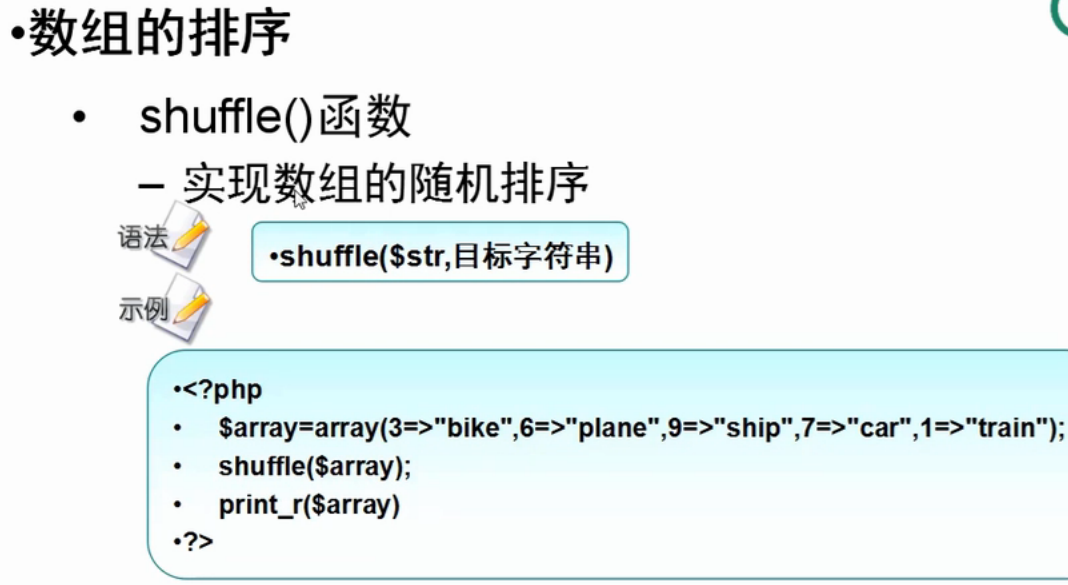 •数组的排序
• shuffle()函数
– 实现数组的随机排序
语法
•shuffle($str,目标字符串)
示例
•<?php
• $array=array(3=>"bike",6=>"plane",9=>"ship",7=>"car",1=>"train");
• shuffle($array);
• print_r($array)
•?>